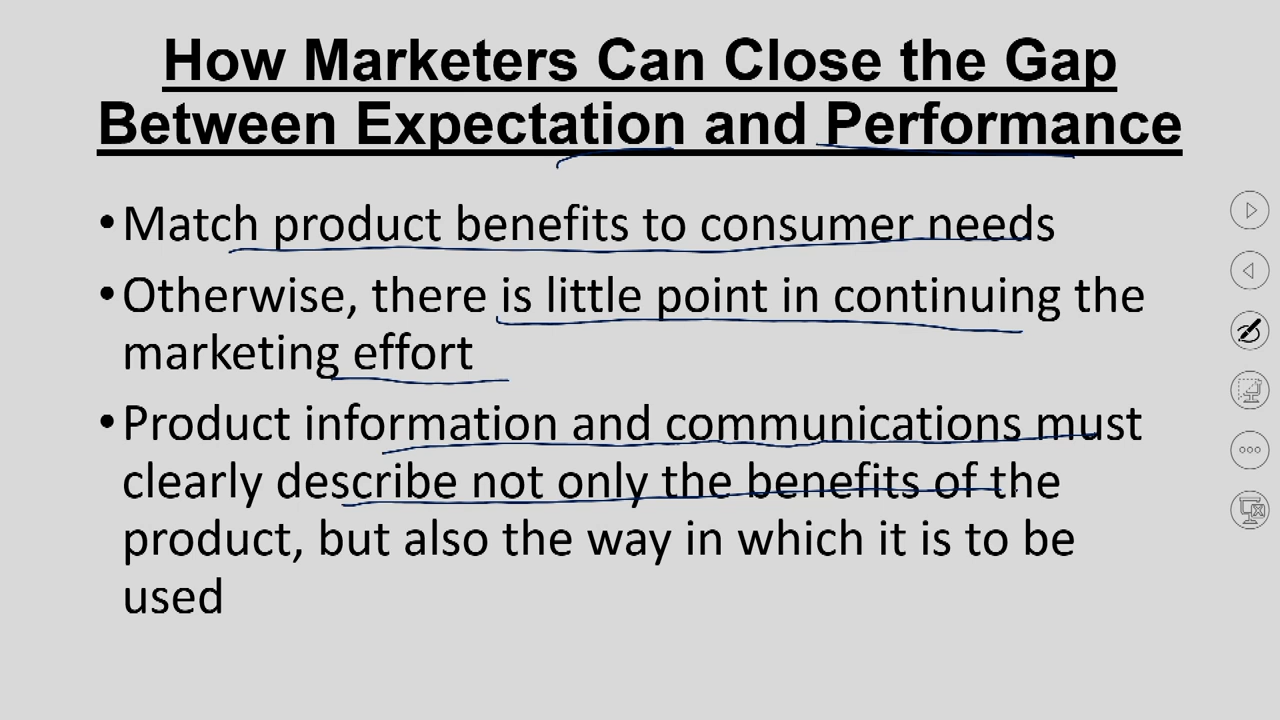 How Marketers Can Close the Gap
Between Expectation and Performance
•Match product benefits to consumer needs
•Otherwise, there is little point in continuing the
marketing effort
•Product information and communications must
clearly describe not only the benefits of the
product, but also the way in which it is to be
used